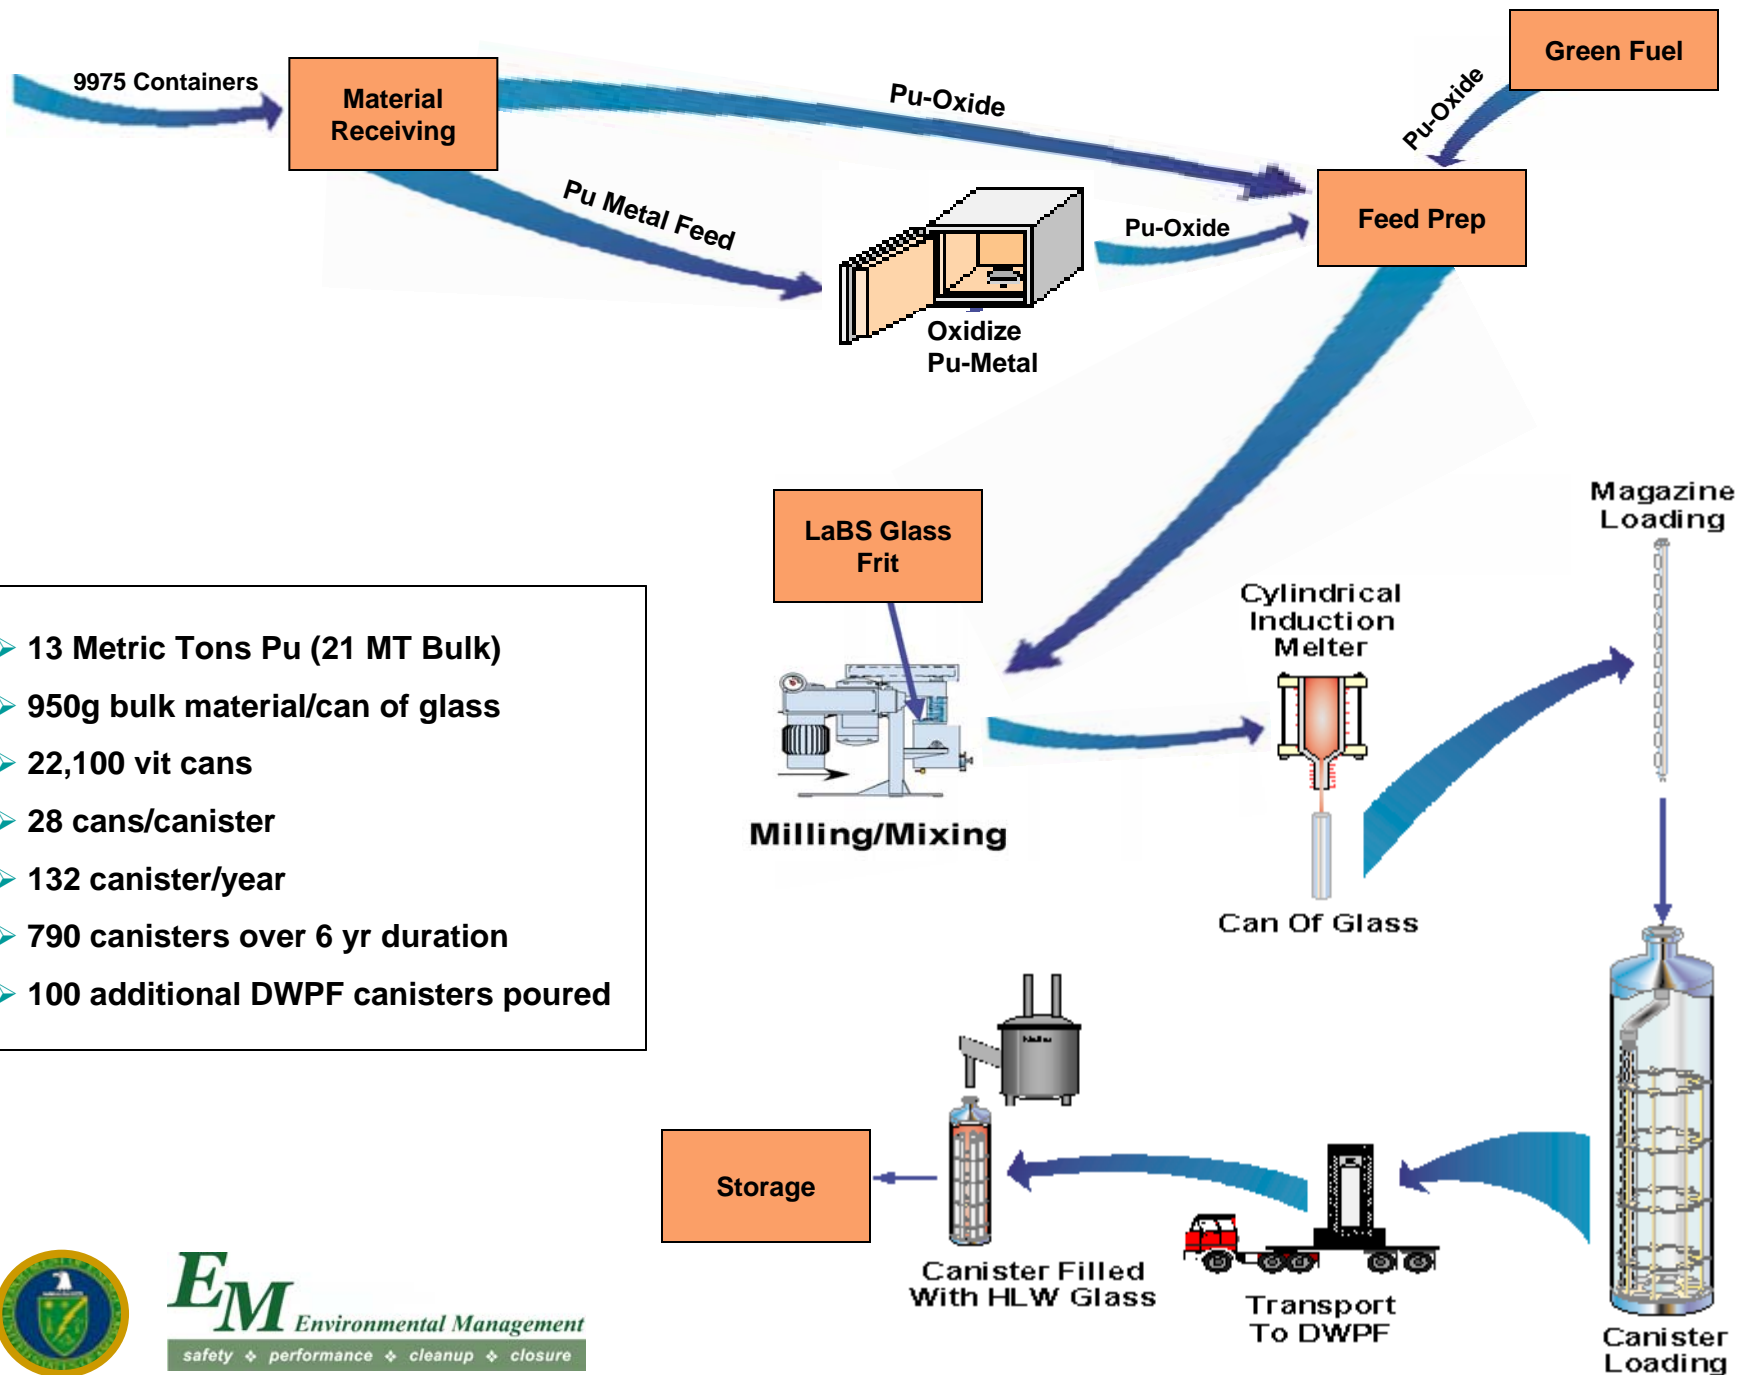 9975 Containers
Material
Receiving
Pu-Oxide
Green Fuel
Pu-Oxide
Pu Metal Feed
Pu-Oxide
Feed Prep
Oxidize
Pu-Metal
LaBS Glass
Frit
Magazine
Loading
Cylindrical
Induction
Melter
Milling/Mixing
Can Of Glass
➢ 13 Metric Tons Pu (21 MT Bulk)
➢ 950g bulk material/can of glass
➢ 22,100 vit cans
➢ 28 cans/canister
➢ 132 canister/year
➢ 790 canisters over 6 yr duration
➢ 100 additional DWPF canisters poured
Storage
Canister Filled
With HLW Glass
Transport
To DWPF
Canister
Loading
EM Environmental Management
safety ❖ performance ❖ cleanup ❖ closure